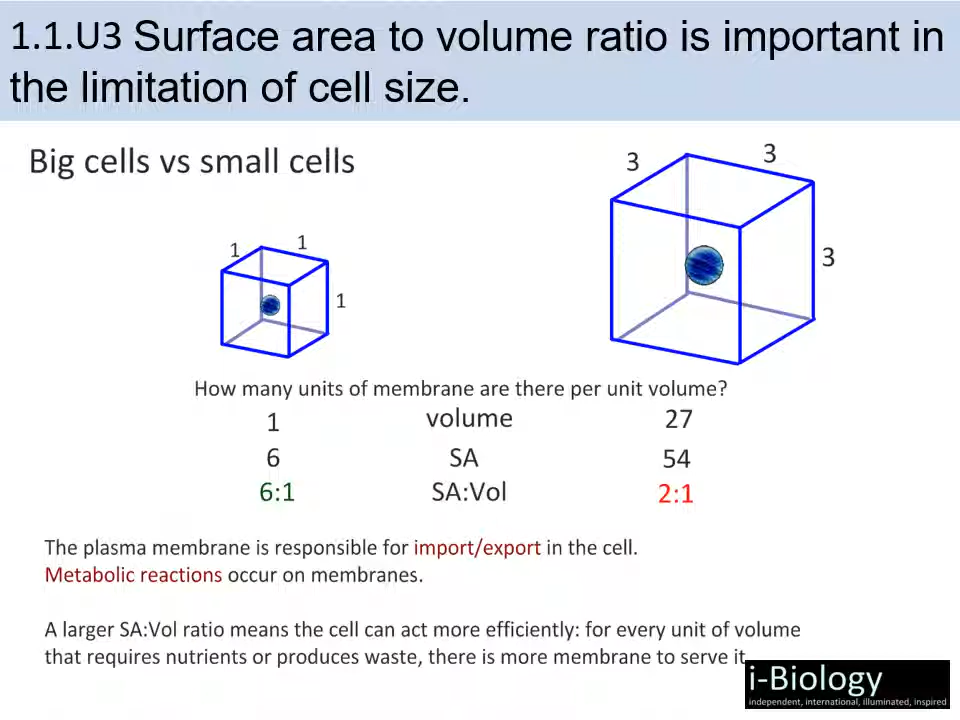 1.1.U3 Surface area to volume ratio is important in
the limitation of cell size.
Big cells vs small cells
1
1
1
3
3
3
How many units of membrane are there per unit volume?
1 volume 27
6 SA 54
6:1 SA:Vol 2:1
The plasma membrane is responsible for import/export in the cell.
Metabolic reactions occur on membranes.
A larger SA:Vol ratio means the cell can act more efficiently: for every unit of volume
that requires nutrients or produces waste, there is more membrane to serve it
i-Biology
independent, international, illuminated, inspired